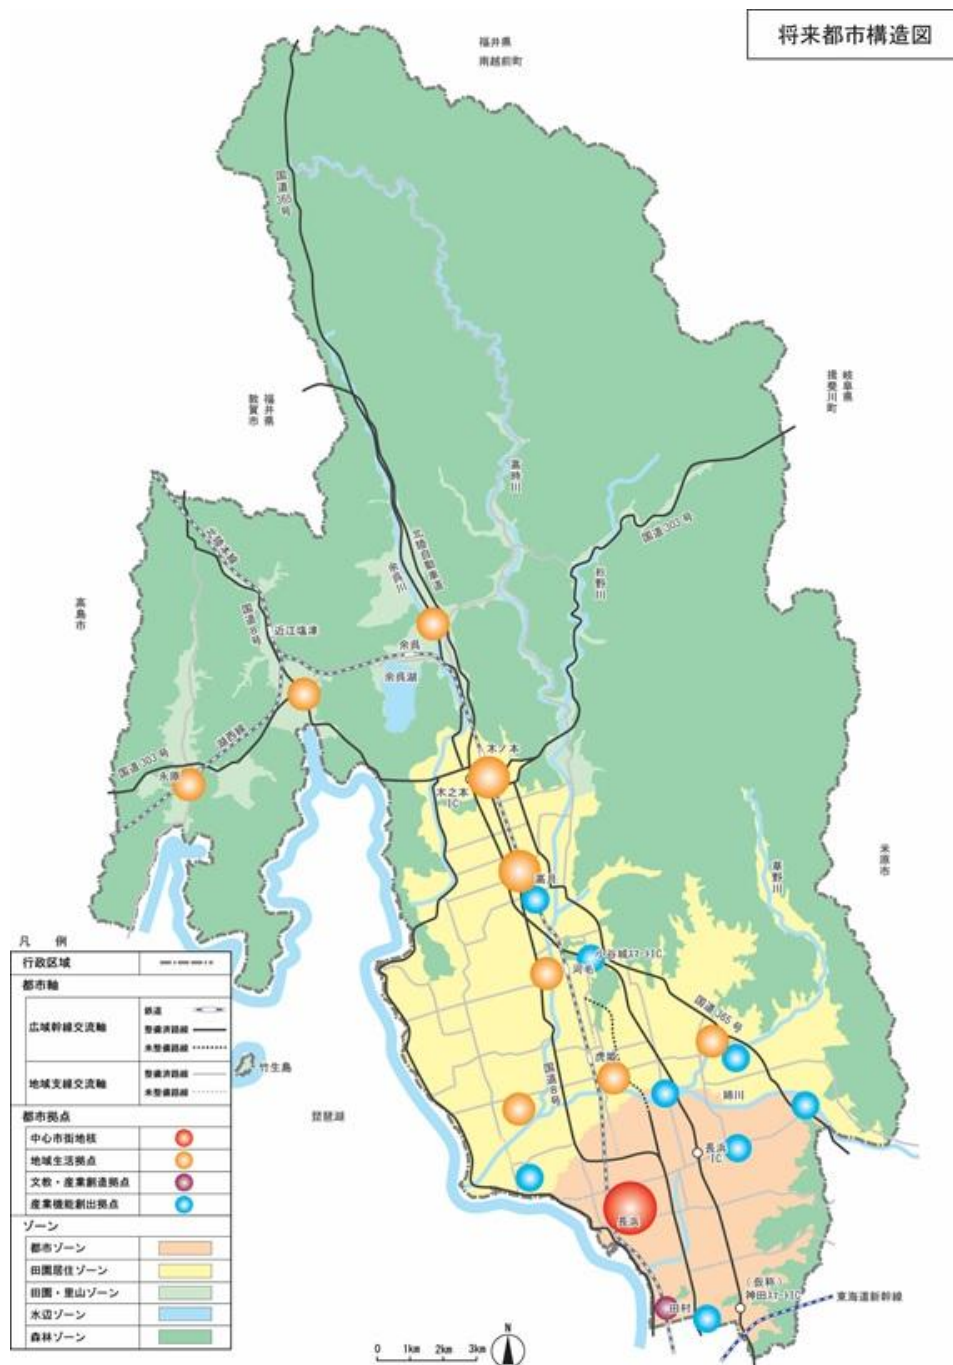 将来都市構造図
福井県
南越前町
国道365号
福井県
敦賀市
岐阜県
揖斐川町
高時川
国道303号
杉野川
北陸自動車道
余呉川
北陸本線
国道8号
高島市
近江塩津
余呉
余呉湖
湖西線
国道303号
永原
木ノ本
木之本
IC
高月
草野川
米原市
小谷城スマートIC
河毛
国道365号
竹生島
虎姫
国道8号
姉川
琵琶湖
長浜
IC
長浜
(仮称)
神田スマートIC
田村
東海道新幹線
凡 例
行政区域
都市軸
広域幹線交流軸
鉄道
整備済路線
未整備路線
地域支線交流軸
整備済路線
未整備路線
都市拠点
中心市街地核
地域生活拠点
文教・産業創造拠点
産業機能創出拠点
ゾーン
都市ゾーン
田園居住ゾーン
田園・里山ゾーン
水辺ゾーン
森林ゾーン
0 1km 2km 3km
N